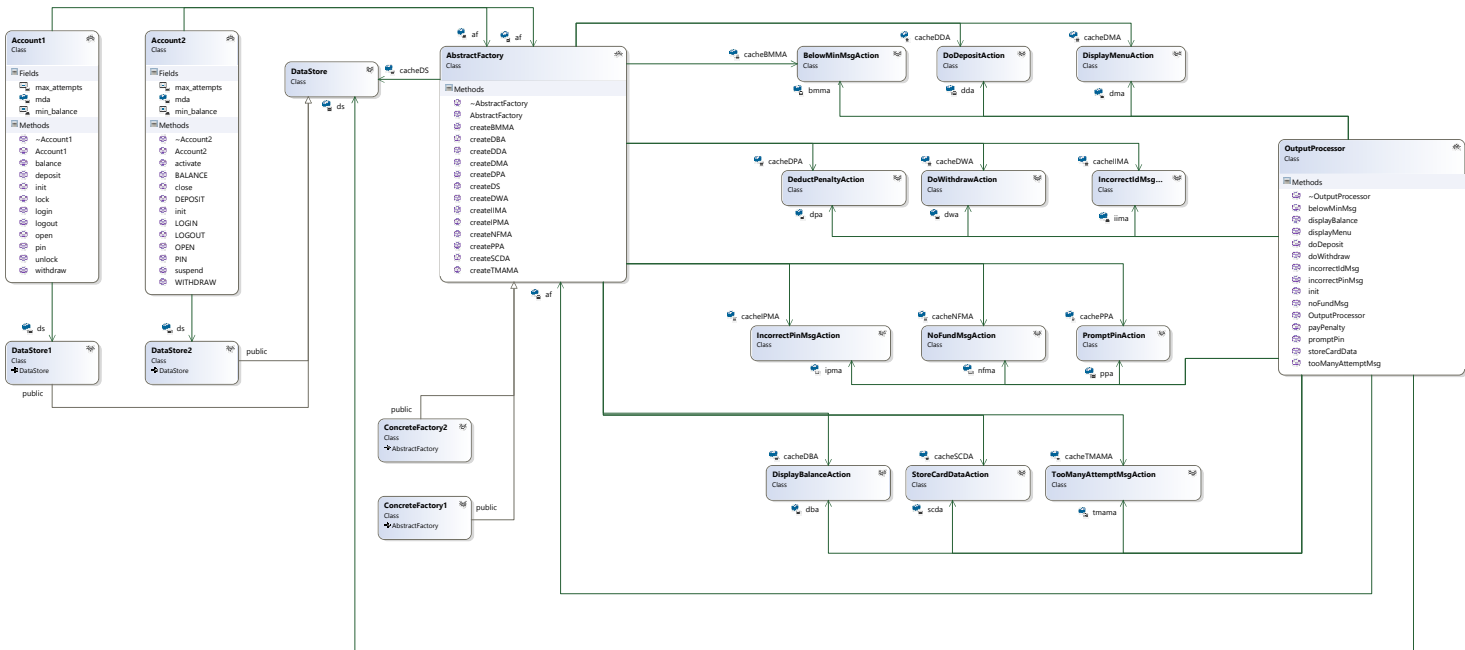 Account1
Class
Fields
max_attempts
mda
min_balance
Methods
~Account1
Account1
balance
deposit
init
lock
login
logout
open
pin
unlock
withdraw
Account2
Class
Fields
max_attempts
mda
min_balance
Methods
~Account2
Account2
activate
BALANCE
close
DEPOSIT
init
LOGIN
LOGOUT
OPEN
PIN
suspend
WITHDRAW
ds
DataStore1
Class
DataStore
public
ds
DataStore2
Class
DataStore
public
DataStore
Class
ds
cacheDS
af
af
AbstractFactory
Class
Methods
~AbstractFactory
AbstractFactory
createBMMA
createDBA
createDDA
createDMA
createDPA
createDS
createDWA
createIIMA
createIPMA
createNFMA
createPPA
createSCDA
createTMAMA
af
public
ConcreteFactory2
Class
AbstractFactory
ConcreteFactory1
Class
AbstractFactory
public
cacheBMMA
BelowMinMsgAction
Class
bmma
cacheDDA
DoDepositAction
Class
dda
cacheDMA
DisplayMenuAction
Class
dma
cacheDPA
DeductPenaltyAction
Class
dpa
cacheDWA
DoWithdrawAction
Class
dwa
cacheIIMA
IncorrectIdMsg...
Class
iima
cacheIPMA
IncorrectPinMsgAction
Class
ipma
cacheNFMA
NoFundMsgAction
Class
nfma
cachePPA
PromptPinAction
Class
ppa
cacheDBA
DisplayBalanceAction
Class
dba
cacheSCDA
StoreCardDataAction
Class
scda
cacheTMAMA
TooManyAttemptMsgAction
Class
tmama
OutputProcessor
Class
Methods
~OutputProcessor
belowMinMsg
displayBalance
displayMenu
doDeposit
doWithdraw
incorrectIdMsg
incorrectPinMsg
init
noFundMsg
OutputProcessor
payPenalty
promptPin
storeCardData
tooManyAttemptMsg